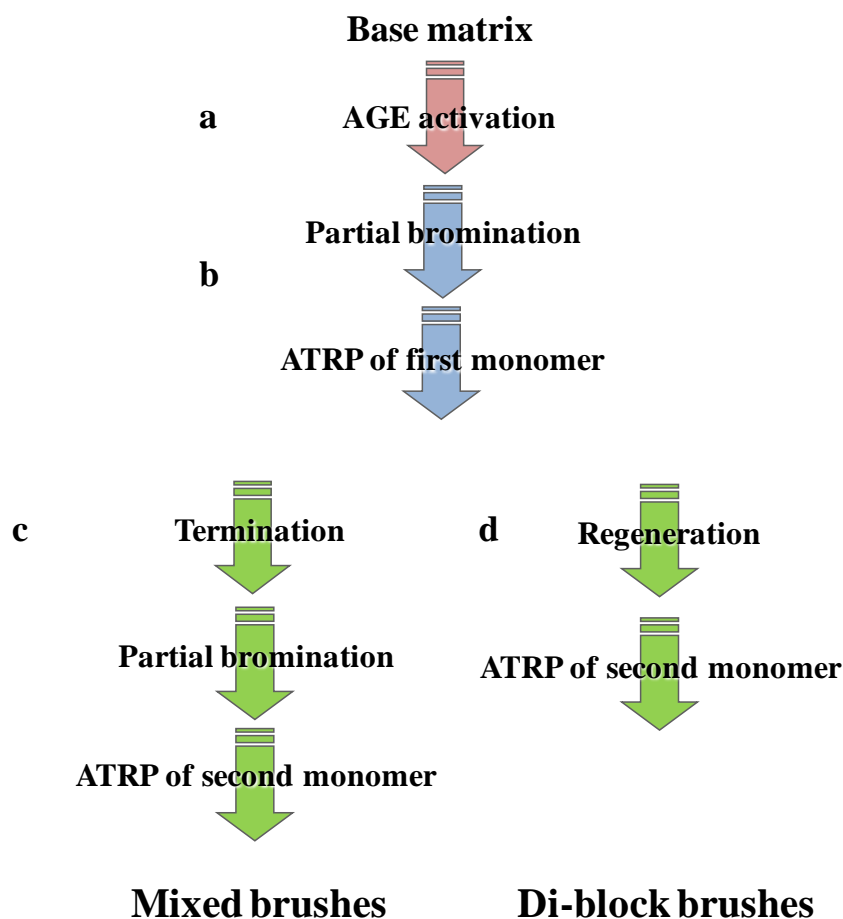 Base matrix
a
AGE activation
Partial bromination
b
ATRP of first monomer
c
Termination
d
Regeneration
Partial bromination
ATRP of second monomer
ATRP of second monomer
Mixed brushes
Di-block brushes